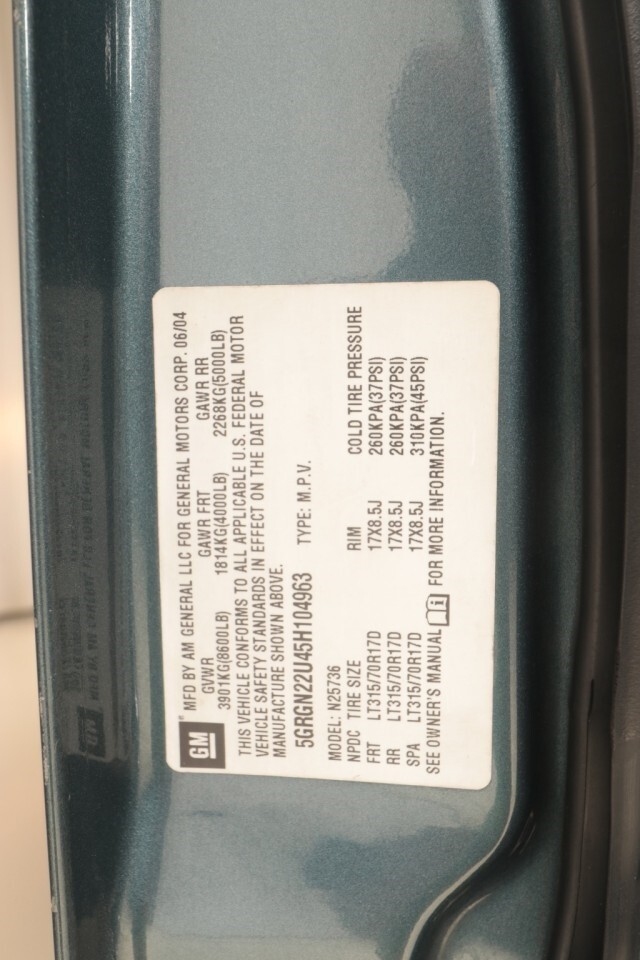 GM® MFD BY AM GENERAL LLC FOR GENERAL MOTORS CORP. 06/04
GVWR GAWR FRT GAWR RR
3901KG(8600LB) 1814KG(4000LB) 2268KG(5000LB)
THIS VEHICLE CONFORMS TO ALL APPLICABLE U.S. FEDERAL MOTOR
VEHICLE SAFETY STANDARDS IN EFFECT ON THE DATE OF
MANUFACTURE SHOWN ABOVE.
5GRGN22U45H104963 TYPE: M.P.V.
MODEL: N25736
NPDC TIRE SIZE RIM COLD TIRE PRESSURE
FRT LT315/70R17D 17X8.5J 260KPA(37PSI)
RR LT315/70R17D 17X8.5J 260KPA(37PSI)
SPA LT315/70R17D 17X8.5J 310KPA(45PSI)
SEE OWNER'S MANUAL FOR MORE INFORMATION.